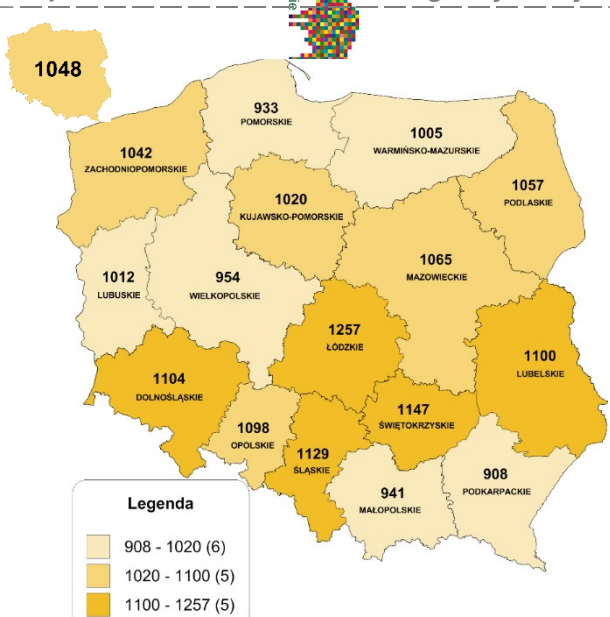 1048
933
POMORSKIE
1005
WARMIŃSKO-MAZURSKIE
1042
ZACHODNIOPOMORSKIE
1057
PODLASKIE
1020
KUJAWSKO-POMORSKIE
1065
MAZOWIECKIE
1012
LUBUSKIE
954
WIELKOPOLSKIE
1257
ŁÓDZKIE
1100
LUBELSKIE
1104
DOLNOŚLĄSKIE
1147
ŚWIĘTOKRZYSKIE
1098
OPOLSKIE
1129
ŚLĄSKIE
908
PODKARPACKIE
941
MAŁOPOLSKIE
Legenda
908 - 1020 (6)
1020 - 1100 (5)
1100 - 1257 (5)